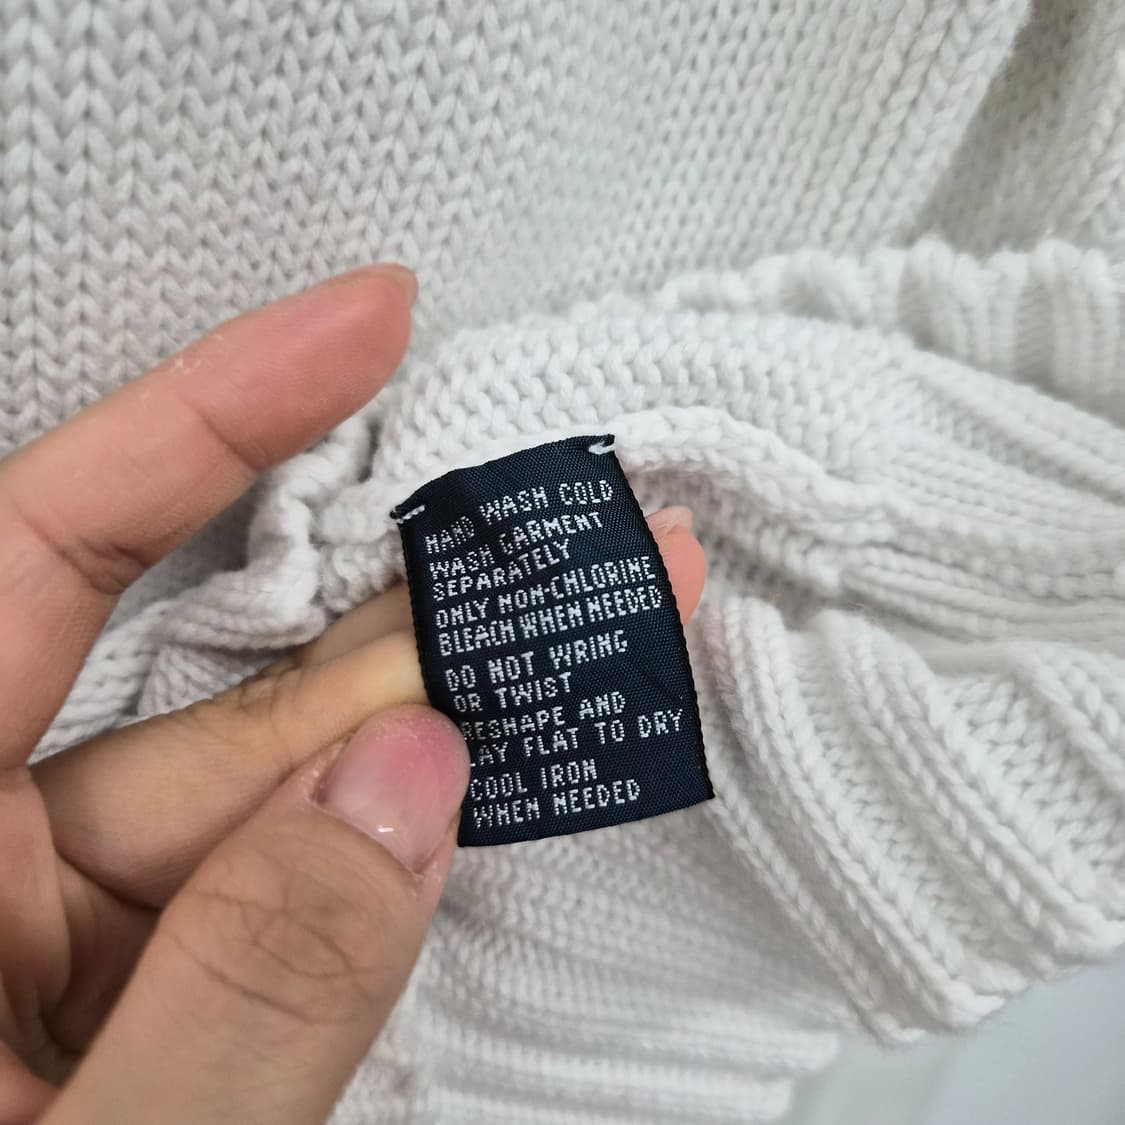 HAND WASH COLD
WASH GARMENT
SEPARATELY
ONLY NON-CHLORINE
BLEACH WHEN NEEDED
DO NOT WRING
OR TWIST
RESHAPE AND
LAY FLAT TO DRY
COOL IRON
WHEN NEEDED